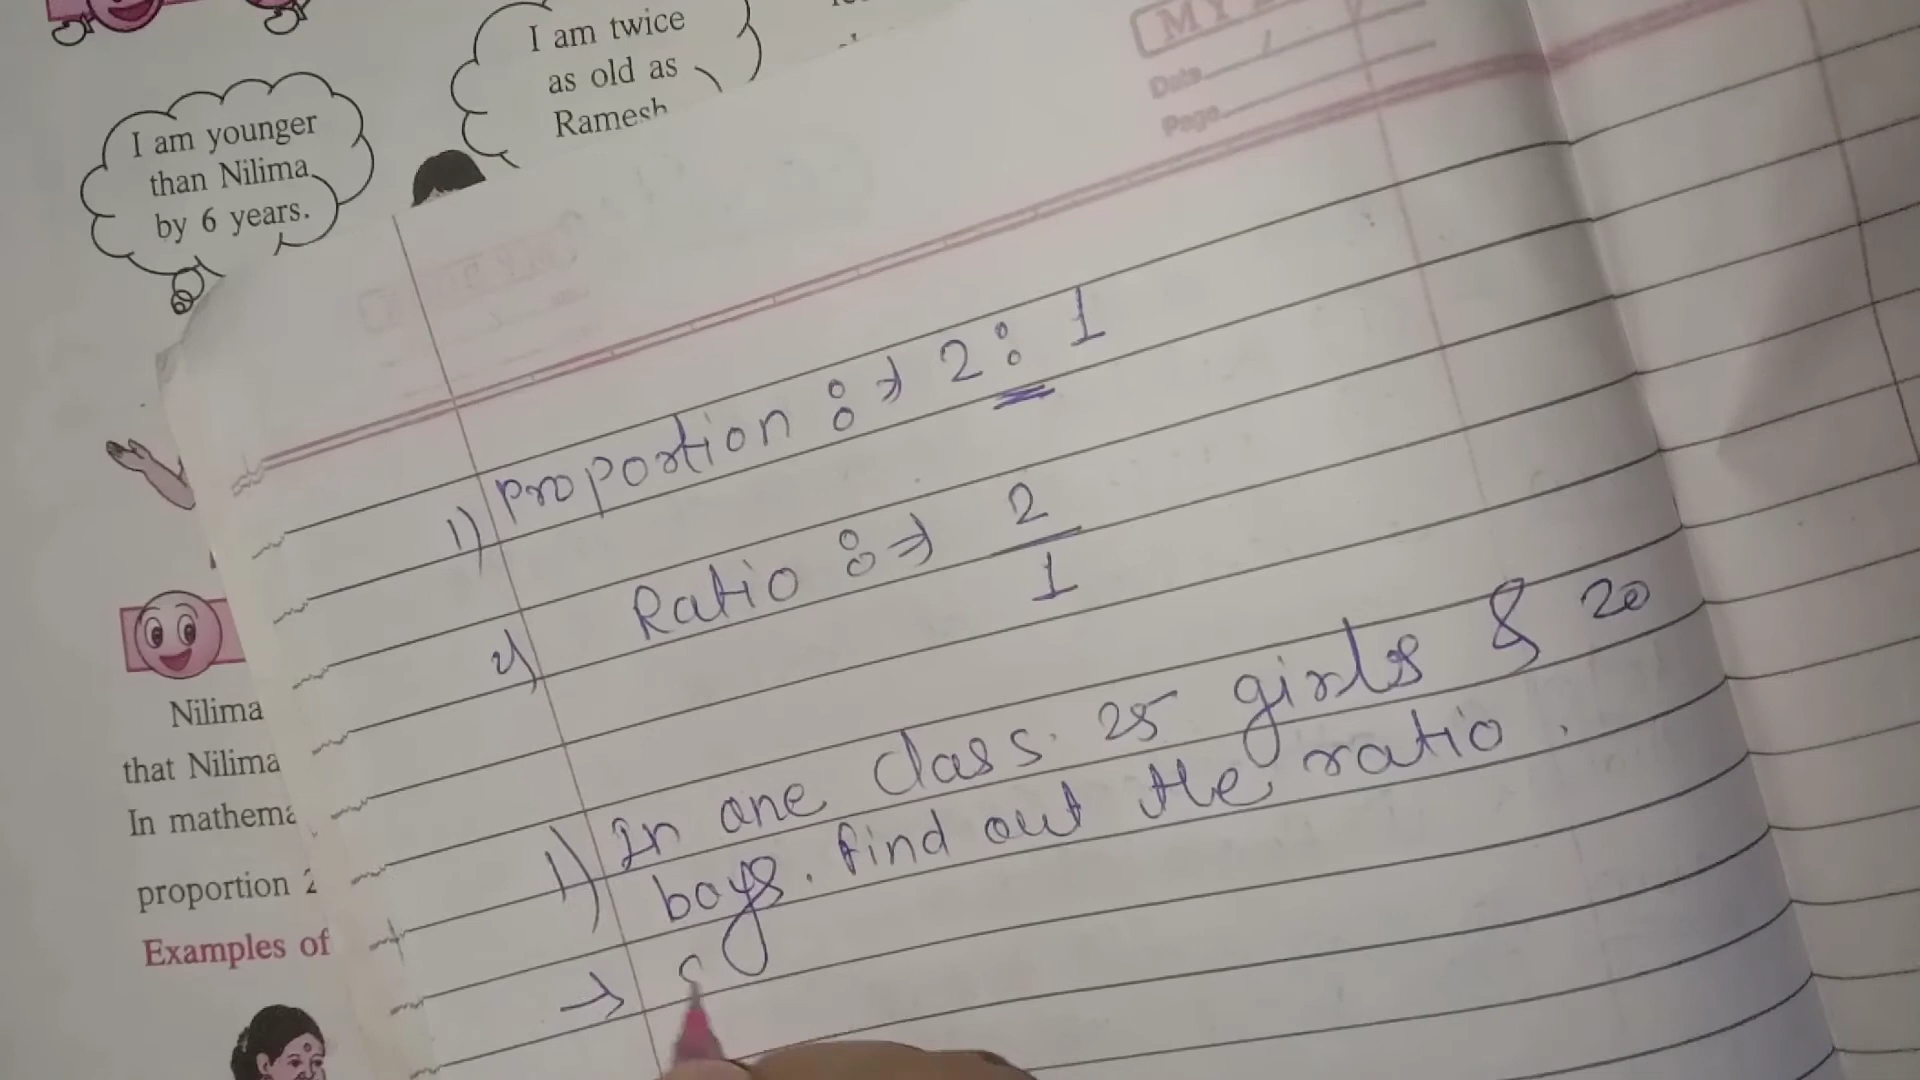 I am twice
as old as
Ramesh
I am younger
than Nilima
by 6 years.
Date
Page
1) Proportion :→ 2 : 1
2) Ratio :⇒ 2/1
1) In one class. 25 girls & 20
boys. find out the ratio.
→
Nilima
that Nilima
In mathema
proportion 2
Examples of